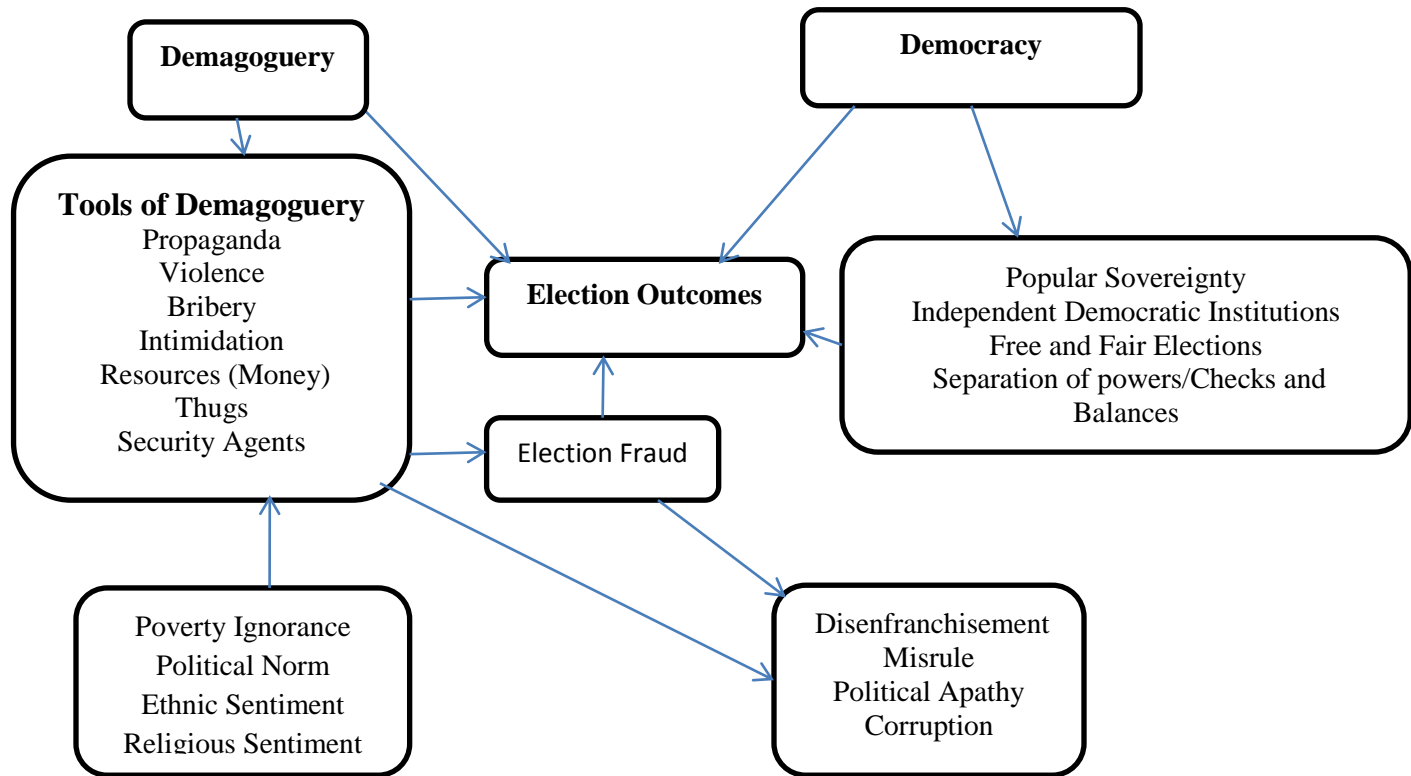 Demagoguery
Democracy
Tools of Demagoguery
Propaganda
Violence
Bribery
Intimidation
Resources (Money)
Thugs
Security Agents
Election Outcomes
Popular Sovereignty
Independent Democratic Institutions
Free and Fair Elections
Separation of powers/Checks and
Balances
Election Fraud
Poverty Ignorance
Political Norm
Ethnic Sentiment
Religious Sentiment
Disenfranchisement
Misrule
Political Apathy
Corruption